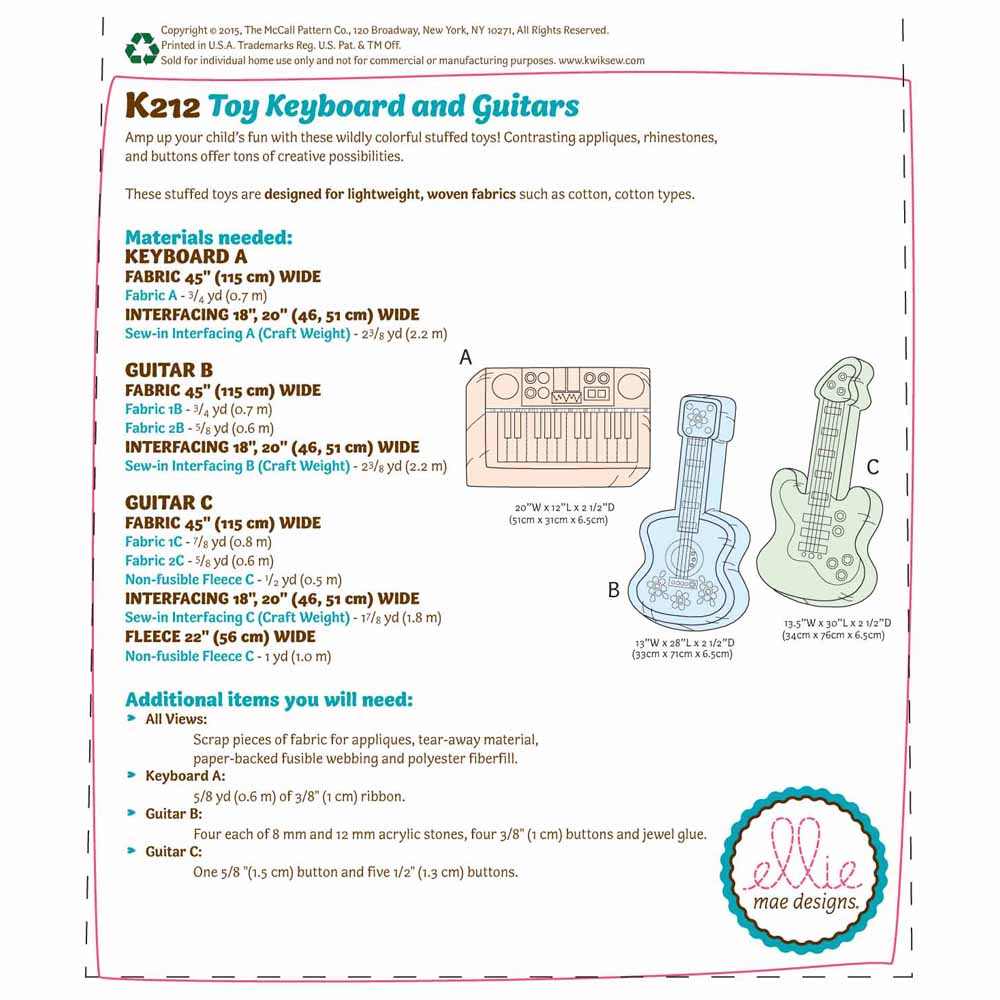 Copyright © 2015, The McCall Pattern Co., 120 Broadway, New York, NY 10271, All Rights Reserved.
Printed in U.S.A. Trademarks Reg. U.S. Pat. & TM Off.
Sold for individual home use only and not for commercial or manufacturing purposes. www.kwiksew.com
K212 Toy Keyboard and Guitars
Amp up your child's fun with these wildly colorful stuffed toys! Contrasting appliques, rhinestones,
and buttons offer tons of creative possibilities.
These stuffed toys are designed for lightweight, woven fabrics such as cotton, cotton types.
Materials needed:
KEYBOARD A
FABRIC 45" (115 cm) WIDE
Fabric A - 3/4 yd (0.7 m)
INTERFACING 18", 20" (46, 51 cm) WIDE
Sew-in Interfacing A (Craft Weight) - 2 3/8 yd (2.2 m)
GUITAR B
FABRIC 45" (115 cm) WIDE
Fabric 1B - 3/4 yd (0.7 m)
Fabric 2B - 5/8 yd (0.6 m)
INTERFACING 18", 20" (46, 51 cm) WIDE
Sew-in Interfacing B (Craft Weight) - 2 3/8 yd (2.2 m)
GUITAR C
FABRIC 45" (115 cm) WIDE
Fabric 1C - 7/8 yd (0.8 m)
Fabric 2C - 5/8 yd (0.6 m)
Non-fusible Fleece C - 1/2 yd (0.5 m)
INTERFACING 18", 20" (46, 51 cm) WIDE
Sew-in Interfacing C (Craft Weight) - 1 7/8 yd (1.8 m)
FLEECE 22" (56 cm) WIDE
Non-fusible Fleece C - 1 yd (1.0 m)
A
20"W x 12"L x 2 1/2"D
(51cm x 31cm x 6.5cm)
B
13"W x 28"L x 2 1/2"D
(33cm x 71cm x 6.5cm)
C
13.5"W x 30"L x 2 1/2"D
(34cm x 76cm x 6.5cm)
Additional items you will need:
All Views:
Scrap pieces of fabric for appliques, tear-away material,
paper-backed fusible webbing and polyester fiberfill.
Keyboard A:
5/8 yd (0.6 m) of 3/8" (1 cm) ribbon.
Guitar B:
Four each of 8 mm and 12 mm acrylic stones, four 3/8" (1 cm) buttons and jewel glue.
Guitar C:
One 5/8 "(1.5 cm) button and five 1/2" (1.3 cm) buttons.
ellie
mae designs.